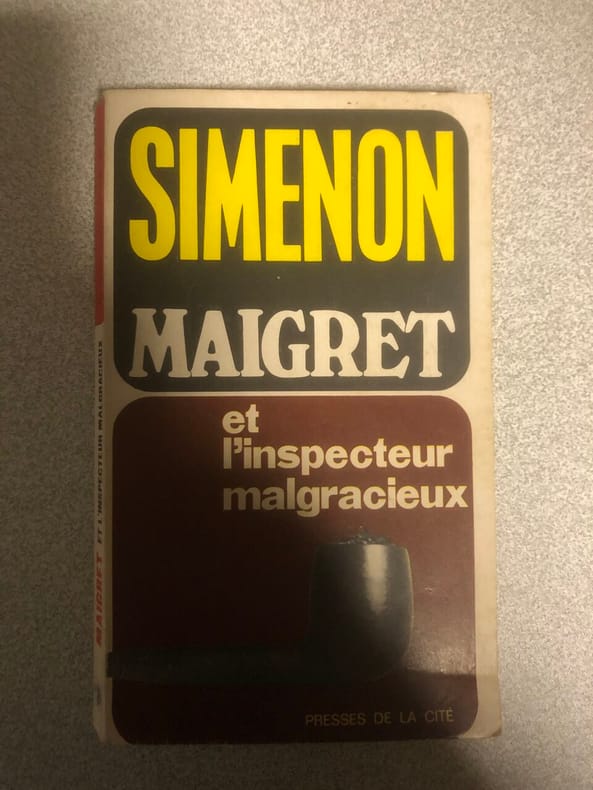 SIMENON
MAIGRET
et
l'inspecteur
malgracieux
PRESSES DE LA CITÉ
MAIGRET ET L'INSPECTEUR MALGRACIEUX